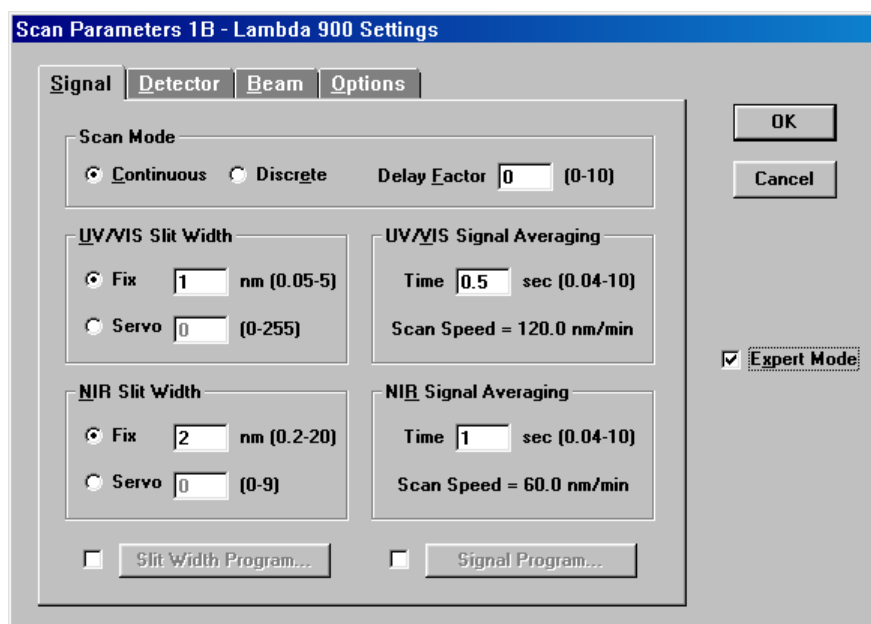 Scan Parameters 1B - Lambda 900 Settings
Signal Detector Beam Options
Scan Mode
Continuous Discrete Delay Factor 0 (0-10)
UV/VIS Slit Width
Fix 1 nm (0.05-5)
Servo 0 (0-255)
UV/VIS Signal Averaging
Time 0.5 sec (0.04-10)
Scan Speed = 120.0 nm/min
NIR Slit Width
Fix 2 nm (0.2-20)
Servo 0 (0-9)
NIR Signal Averaging
Time 1 sec (0.04-10)
Scan Speed = 60.0 nm/min
Slit Width Program...
Signal Program...
OK
Cancel
Expert Mode